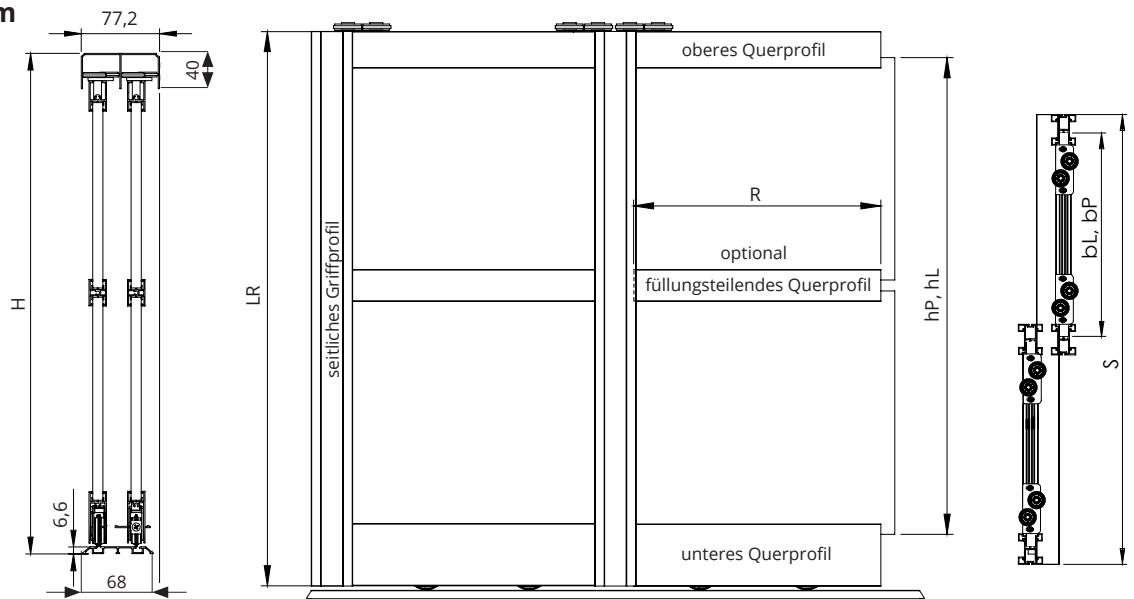 m
77,2
40
H
6,6
68
LR
seitliches Griffprofil
oberes Querprofil
R
optional
füllungsteilendes Querprofil
unteres Querprofil
hP, hL
bL, bP
S